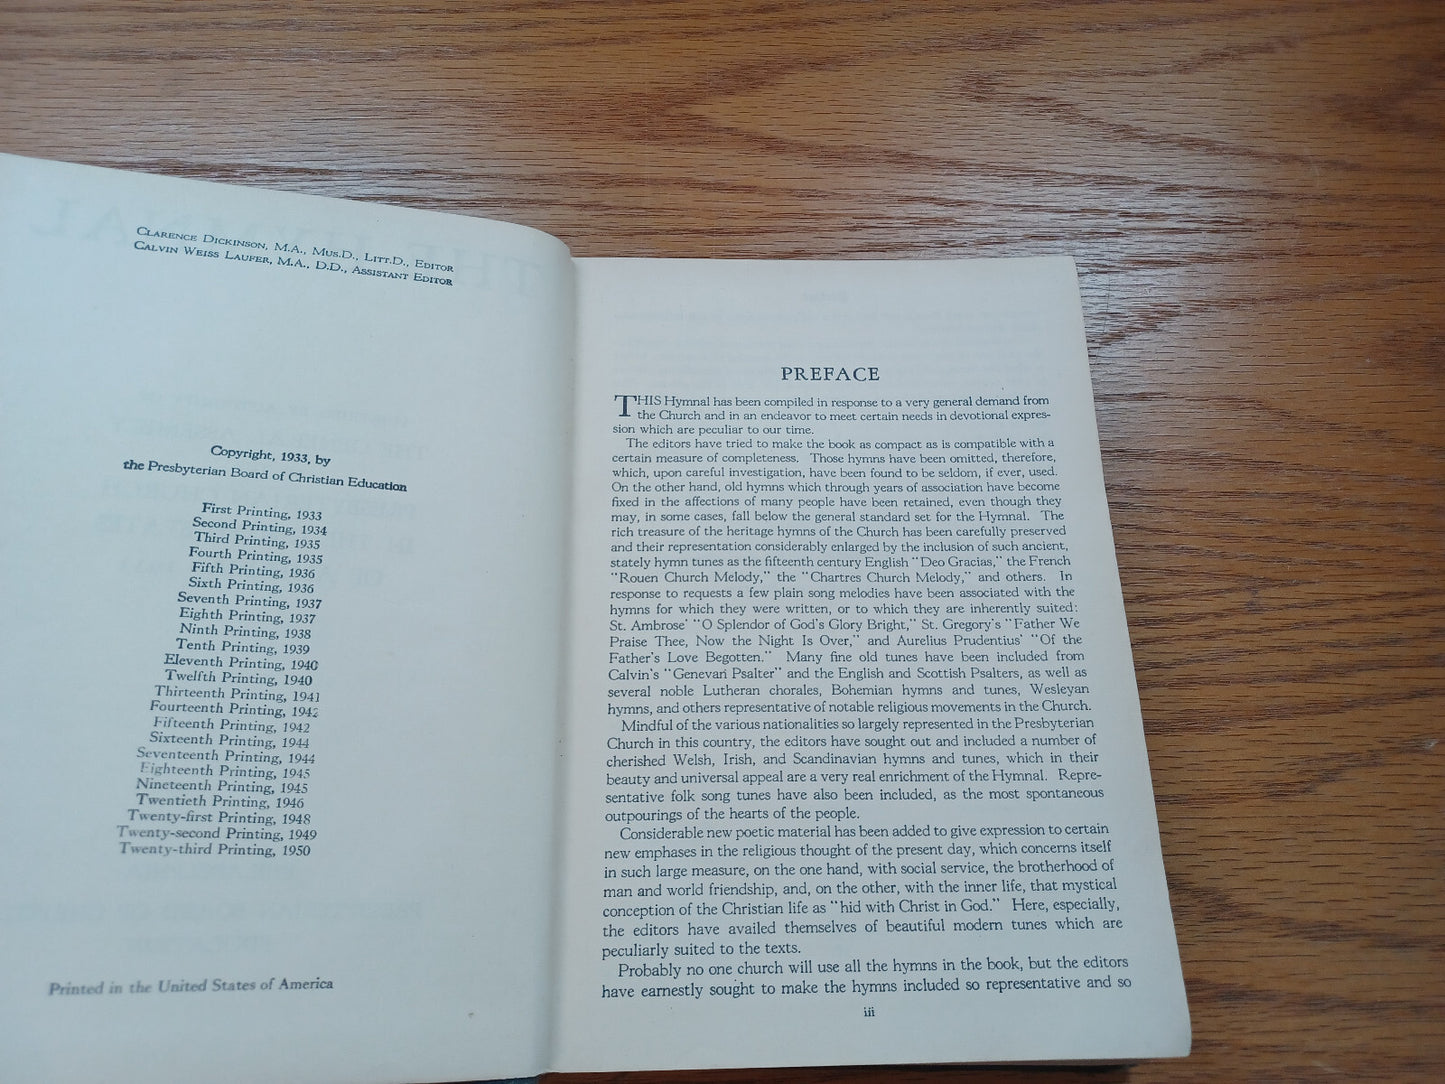 Clarence Dickinson, M.A., Mus.D., Litt.D., Editor
Calvin Weiss Laufer, M.A., D.D., Assistant Editor
Copyright, 1933, by
the Presbyterian Board of Christian Education
First Printing, 1933
Second Printing, 1934
Third Printing, 1935
Fourth Printing, 1935
Fifth Printing, 1936
Sixth Printing, 1936
Seventh Printing, 1937
Eighth Printing, 1937
Ninth Printing, 1938
Tenth Printing, 1939
Eleventh Printing, 1940
Twelfth Printing, 1940
Thirteenth Printing, 1941
Fourteenth Printing, 1942
Fifteenth Printing, 1942
Sixteenth Printing, 1944
Seventeenth Printing, 1944
Eighteenth Printing, 1945
Nineteenth Printing, 1945
Twentieth Printing, 1946
Twenty-first Printing, 1948
Twenty-second Printing, 1949
Twenty-third Printing, 1950
Printed in the United States of America
PREFACE
THIS Hymnal has been compiled in response to a very general demand from
the Church and in an endeavor to meet certain needs in devotional expres-
sion which are peculiar to our time.
The editors have tried to make the book as compact as is compatible with a
certain measure of completeness. Those hymns have been omitted, therefore,
which, upon careful investigation, have been found to be seldom, if ever, used.
On the other hand, old hymns which through years of association have become
fixed in the affections of many people have been retained, even though they
may, in some cases, fall below the general standard set for the Hymnal. The
rich treasure of the heritage hymns of the Church has been carefully preserved
and their representation considerably enlarged by the inclusion of such ancient,
stately hymn tunes as the fifteenth century English "Deo Gracias," the French
"Rouen Church Melody," the "Chartres Church Melody," and others. In
response to requests a few plain song melodies have been associated with the
hymns for which they were written, or to which they are inherently suited:
St. Ambrose' "O Splendor of God's Glory Bright," St. Gregory's "Father We
Praise Thee, Now the Night Is Over," and Aurelius Prudentius' "Of the
Father's Love Begotten." Many fine old tunes have been included from
Calvin's "Genevan Psalter" and the English and Scottish Psalters, as well as
several noble Lutheran chorales, Bohemian hymns and tunes, Wesleyan
hymns, and others representative of notable religious movements in the Church.
Mindful of the various nationalities so largely represented in the Presbyterian
Church in this country, the editors have sought out and included a number of
cherished Welsh, Irish, and Scandinavian hymns and tunes, which in their
beauty and universal appeal are a very real enrichment of the Hymnal. Repre-
sentative folk song tunes have also been included, as the most spontaneous
outpourings of the hearts of the people.
Considerable new poetic material has been added to give expression to certain
new emphases in the religious thought of the present day, which concerns itself
in such large measure, on the one hand, with social service, the brotherhood of
man and world friendship, and, on the other, with the inner life, that mystical
conception of the Christian life as "hid with Christ in God." Here, especially,
the editors have availed themselves of beautiful modern tunes which are
peculiarly suited to the texts.
Probably no one church will use all the hymns in the book, but the editors
have earnestly sought to make the hymns included so representative and so
iii